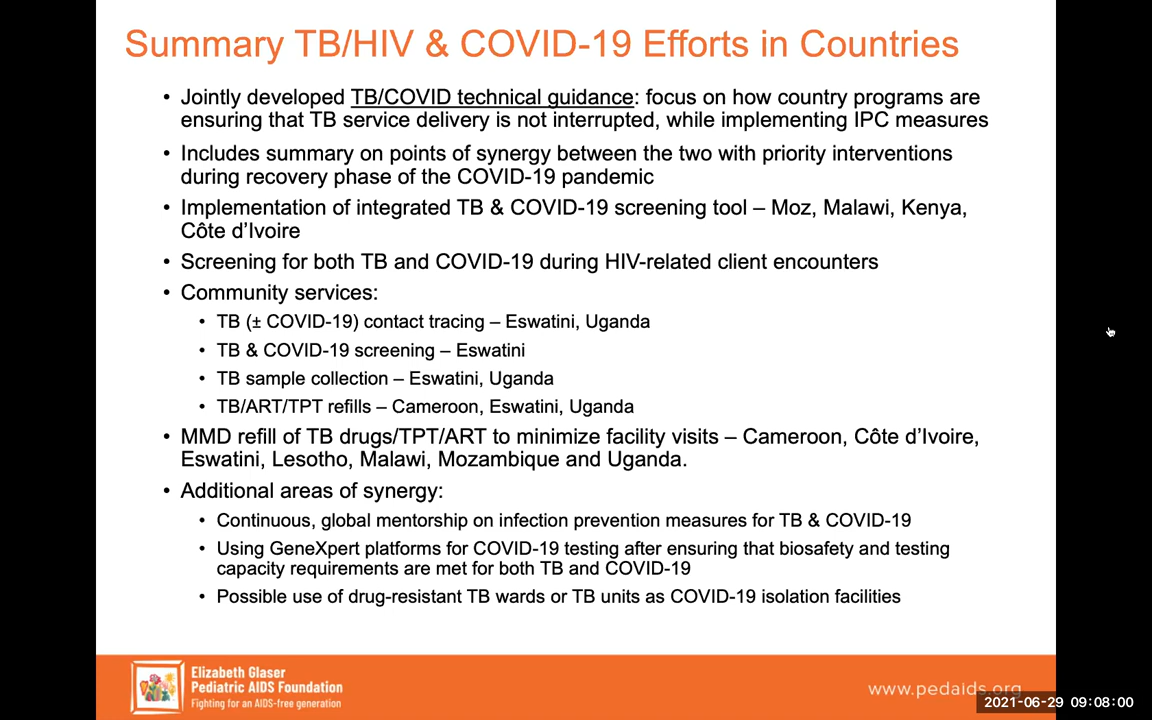 Summary TB/HIV & COVID-19 Efforts in Countries
• Jointly developed TB/COVID technical guidance: focus on how country programs are
ensuring that TB service delivery is not interrupted, while implementing IPC measures
• Includes summary on points of synergy between the two with priority interventions
during recovery phase of the COVID-19 pandemic
• Implementation of integrated TB & COVID-19 screening tool – Moz, Malawi, Kenya,
Côte d’Ivoire
• Screening for both TB and COVID-19 during HIV-related client encounters
• Community services:
• TB (± COVID-19) contact tracing – Eswatini, Uganda
• TB & COVID-19 screening – Eswatini
• TB sample collection – Eswatini, Uganda
• TB/ART/TPT refills – Cameroon, Eswatini, Uganda
• MMD refill of TB drugs/TPT/ART to minimize facility visits – Cameroon, Côte d’Ivoire,
Eswatini, Lesotho, Malawi, Mozambique and Uganda.
• Additional areas of synergy:
• Continuous, global mentorship on infection prevention measures for TB & COVID-19
• Using GeneXpert platforms for COVID-19 testing after ensuring that biosafety and testing
capacity requirements are met for both TB and COVID-19
• Possible use of drug-resistant TB wards or TB units as COVID-19 isolation facilities
Elizabeth Glaser
Pediatric AIDS Foundation
Fighting for an AIDS-free generation
www.pedaids.org
2021-06-29 09:08:00